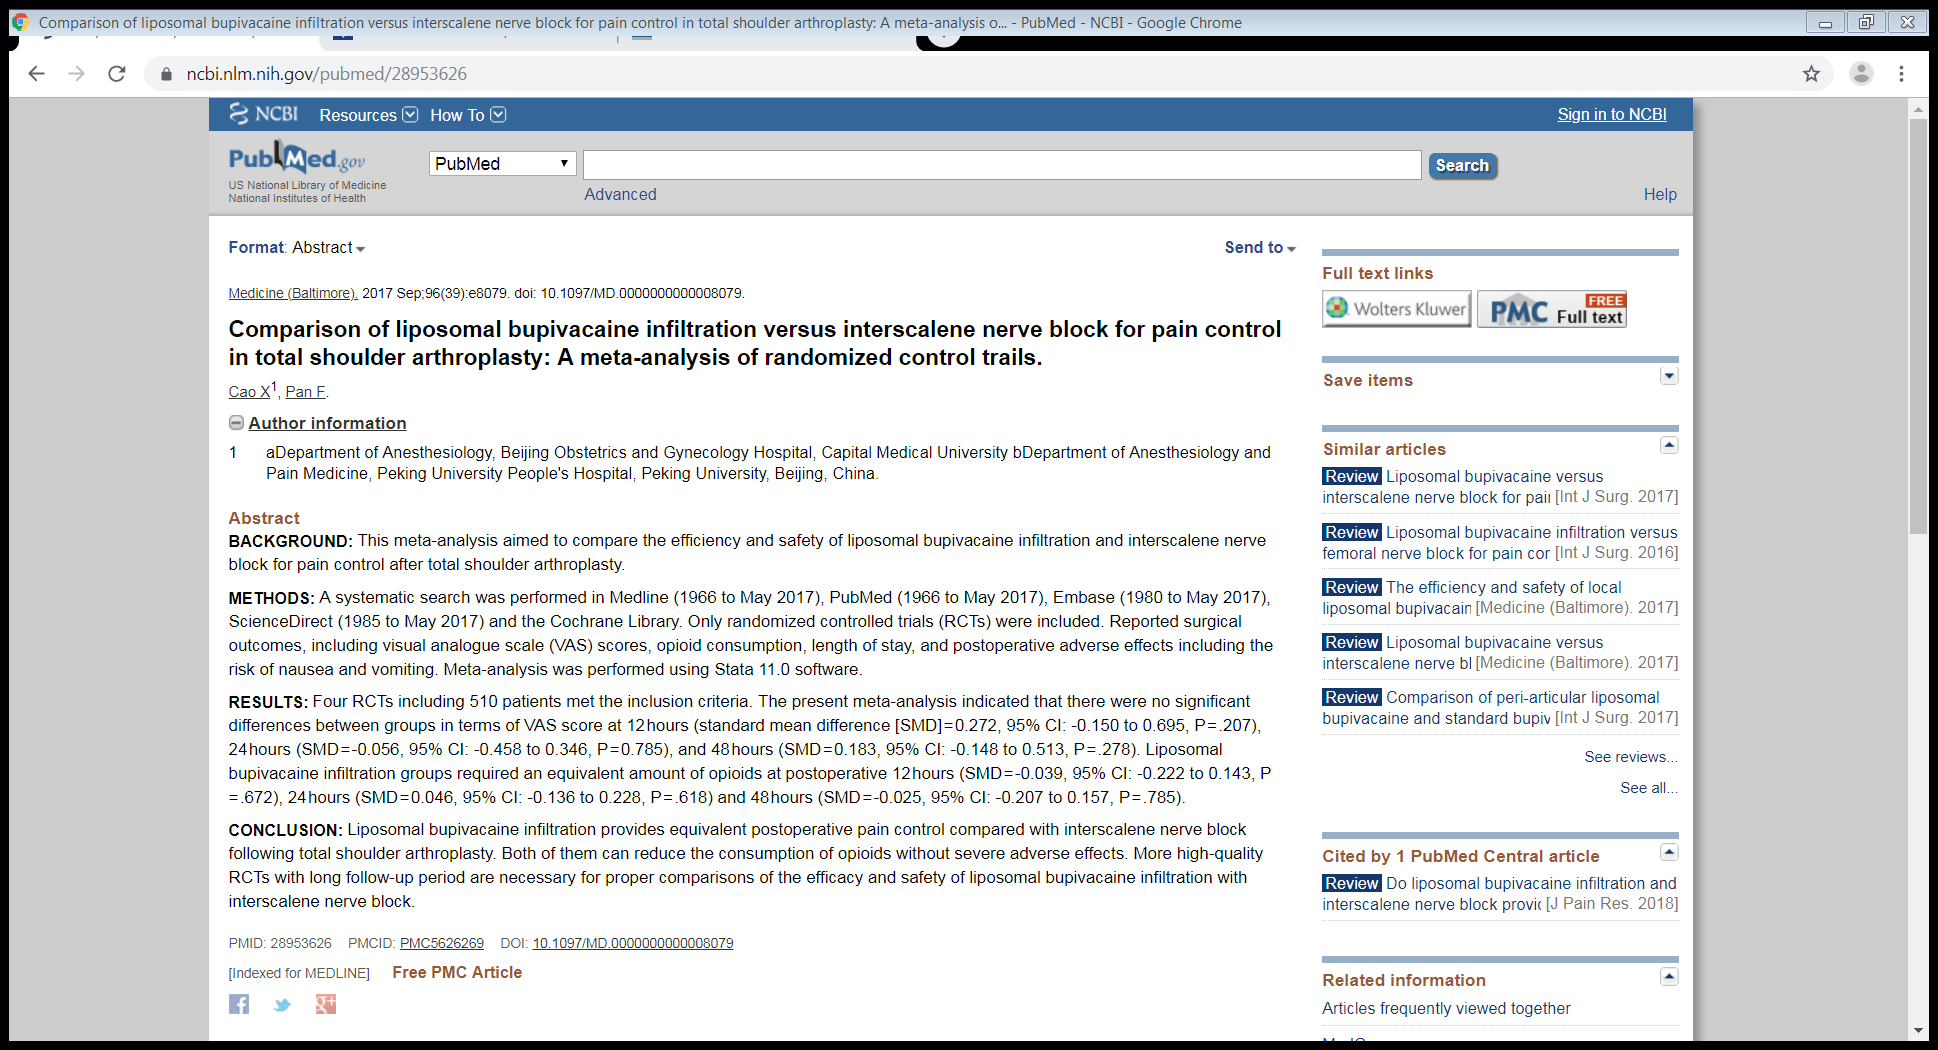 Comparison of liposomal bupivacaine infiltration versus interscalene nerve block for pain control in total shoulder arthroplasty: A meta-analysis o... - PubMed - NCBI - Google Chrome
ncbi.nlm.nih.gov/pubmed/28953626
NCBI Resources How To Sign in to NCBI
PubMed.gov
US National Library of Medicine
National Institutes of Health
PubMed
Search
Advanced
Help
Format: Abstract
Send to
Medicine (Baltimore). 2017 Sep;96(39):e8079. doi: 10.1097/MD.0000000000008079.
Comparison of liposomal bupivacaine infiltration versus interscalene nerve block for pain control
in total shoulder arthroplasty: A meta-analysis of randomized control trails.
Cao X1, Pan F.
Author information
1 aDepartment of Anesthesiology, Beijing Obstetrics and Gynecology Hospital, Capital Medical University bDepartment of Anesthesiology and
Pain Medicine, Peking University People's Hospital, Peking University, Beijing, China.
Abstract
BACKGROUND: This meta-analysis aimed to compare the efficiency and safety of liposomal bupivacaine infiltration and interscalene nerve
block for pain control after total shoulder arthroplasty.
METHODS: A systematic search was performed in Medline (1966 to May 2017), PubMed (1966 to May 2017), Embase (1980 to May 2017),
ScienceDirect (1985 to May 2017) and the Cochrane Library. Only randomized controlled trials (RCTs) were included. Reported surgical
outcomes, including visual analogue scale (VAS) scores, opioid consumption, length of stay, and postoperative adverse effects including the
risk of nausea and vomiting. Meta-analysis was performed using Stata 11.0 software.
RESULTS: Four RCTs including 510 patients met the inclusion criteria. The present meta-analysis indicated that there were no significant
differences between groups in terms of VAS score at 12 hours (standard mean difference [SMD] = 0.272, 95% CI: -0.150 to 0.695, P = .207),
24 hours (SMD = -0.056, 95% CI: -0.458 to 0.346, P = 0.785), and 48 hours (SMD = 0.183, 95% CI: -0.148 to 0.513, P = .278). Liposomal
bupivacaine infiltration groups required an equivalent amount of opioids at postoperative 12 hours (SMD = -0.039, 95% CI: -0.222 to 0.143, P
= .672), 24 hours (SMD = 0.046, 95% CI: -0.136 to 0.228, P = .618) and 48 hours (SMD = -0.025, 95% CI: -0.207 to 0.157, P = .785).
CONCLUSION: Liposomal bupivacaine infiltration provides equivalent postoperative pain control compared with interscalene nerve block
following total shoulder arthroplasty. Both of them can reduce the consumption of opioids without severe adverse effects. More high-quality
RCTs with long follow-up period are necessary for proper comparisons of the efficacy and safety of liposomal bupivacaine infiltration with
interscalene nerve block.
PMID: 28953626 PMCID: PMC5626269 DOI: 10.1097/MD.0000000000008079
[Indexed for MEDLINE] Free PMC Article
Full text links
Wolters Kluwer
PMC FREE Full text
Save items
Similar articles
Review Liposomal bupivacaine versus
interscalene nerve block for pai [Int J Surg. 2017]
Review Liposomal bupivacaine infiltration versus
femoral nerve block for pain cor [Int J Surg. 2016]
Review The efficiency and safety of local
liposomal bupivacain [Medicine (Baltimore). 2017]
Review Liposomal bupivacaine versus
interscalene nerve bl [Medicine (Baltimore). 2017]
Review Comparison of peri-articular liposomal
bupivacaine and standard bupiv [Int J Surg. 2017]
See reviews...
See all...
Cited by 1 PubMed Central article
Review Do liposomal bupivacaine infiltration and
interscalene nerve block provic [J Pain Res. 2018]
Related information
Articles frequently viewed together